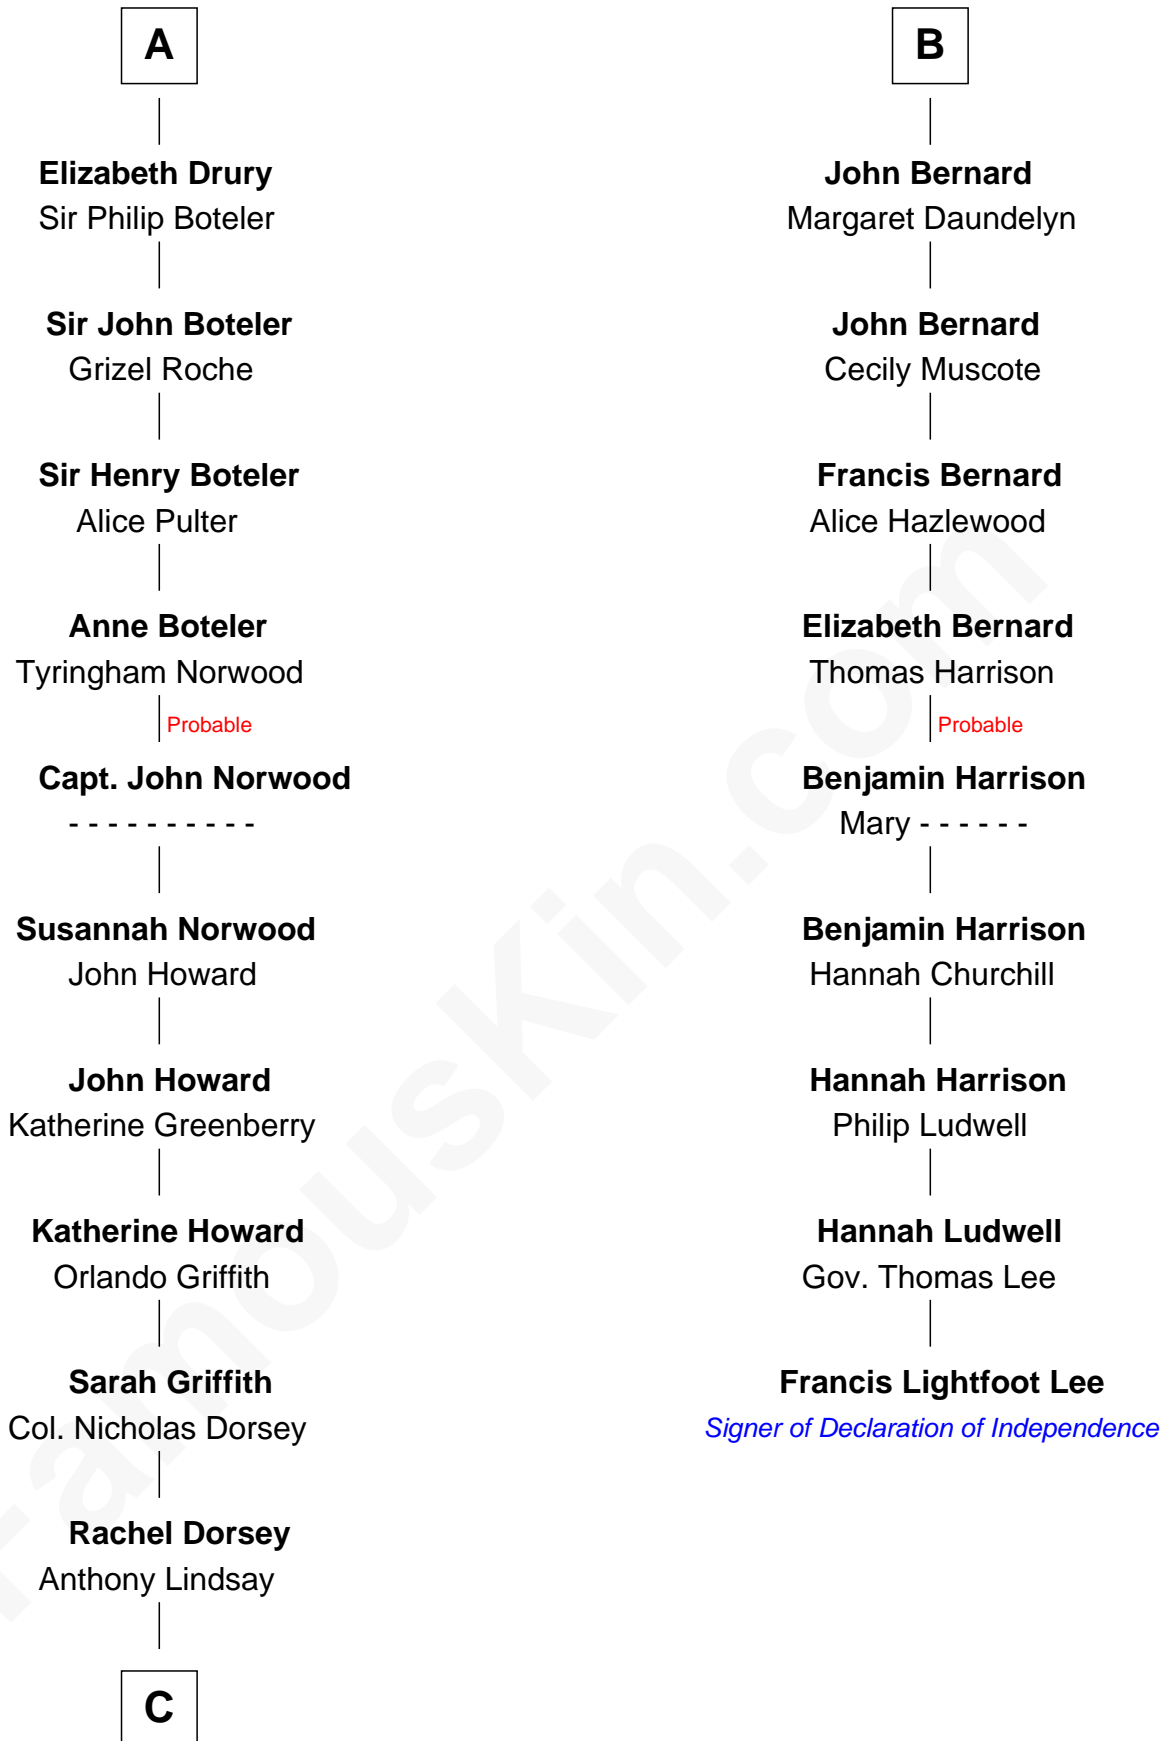 A
Elizabeth Drury
Sir Philip Boteler
Sir John Boteler
Grizel Roche
Sir Henry Boteler
Alice Pulter
Anne Boteler
Tyringham Norwood
Probable
Capt. John Norwood
- - - - - - - - - -
Susannah Norwood
John Howard
John Howard
Katherine Greenberry
Katherine Howard
Orlando Griffith
Sarah Griffith
Col. Nicholas Dorsey
Rachel Dorsey
Anthony Lindsay
C
B
John Bernard
Margaret Daundelyn
John Bernard
Cecily Muscote
Francis Bernard
Alice Hazlewood
Elizabeth Bernard
Thomas Harrison
Probable
Benjamin Harrison
Mary - - - - - -
Benjamin Harrison
Hannah Churchill
Hannah Harrison
Philip Ludwell
Hannah Ludwell
Gov. Thomas Lee
Francis Lightfoot Lee
Signer of Declaration of Independence
FamousKin.com